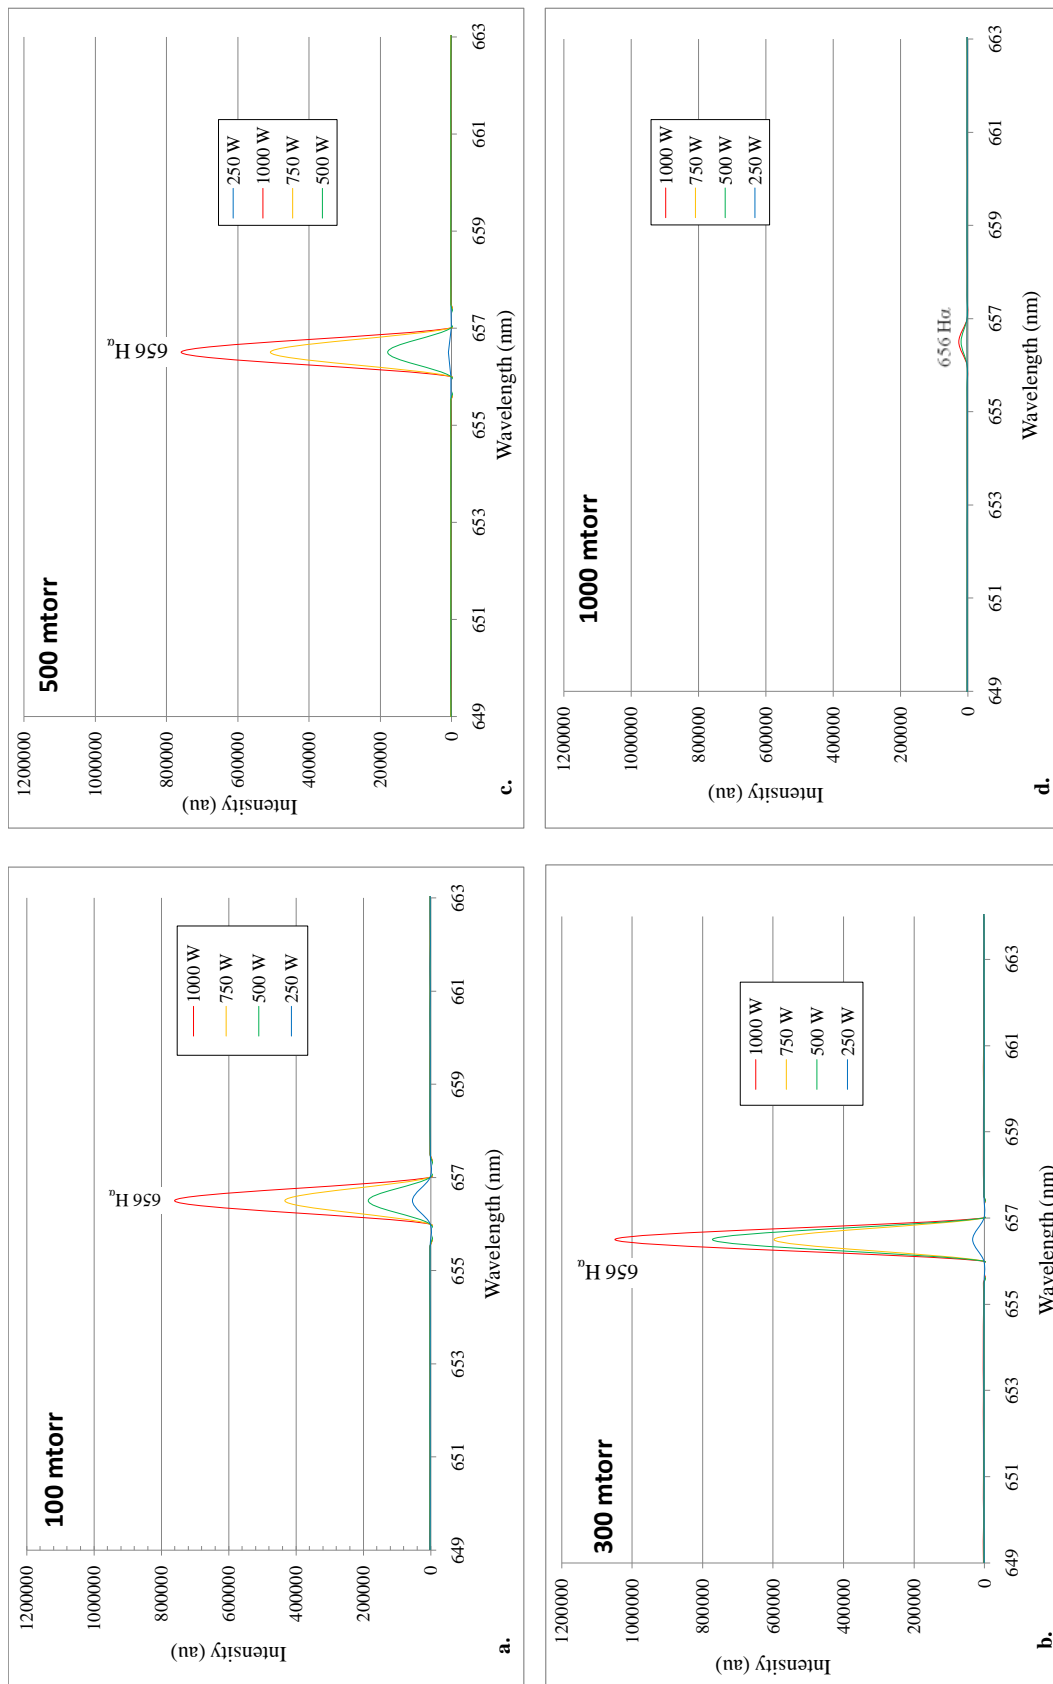 100 mtorr
1200000
1000000
800000
600000
400000
200000
0
Intensity (au)
649
651
653
655
657
659
661
663
Wavelength (nm)
656 Hα
1000 W
750 W
500 W
250 W
a.
300 mtorr
1200000
1000000
800000
600000
400000
200000
0
Intensity (au)
649
651
653
655
657
659
661
663
Wavelength (nm)
656 Hα
1000 W
750 W
500 W
250 W
b.
500 mtorr
1200000
1000000
800000
600000
400000
200000
0
Intensity (au)
649
651
653
655
657
659
661
663
Wavelength (nm)
656 Hα
250 W
1000 W
750 W
500 W
c.
1000 mtorr
1200000
1000000
800000
600000
400000
200000
0
Intensity (au)
649
651
653
655
657
659
661
663
Wavelength (nm)
656 Hα
1000 W
750 W
500 W
250 W
d.